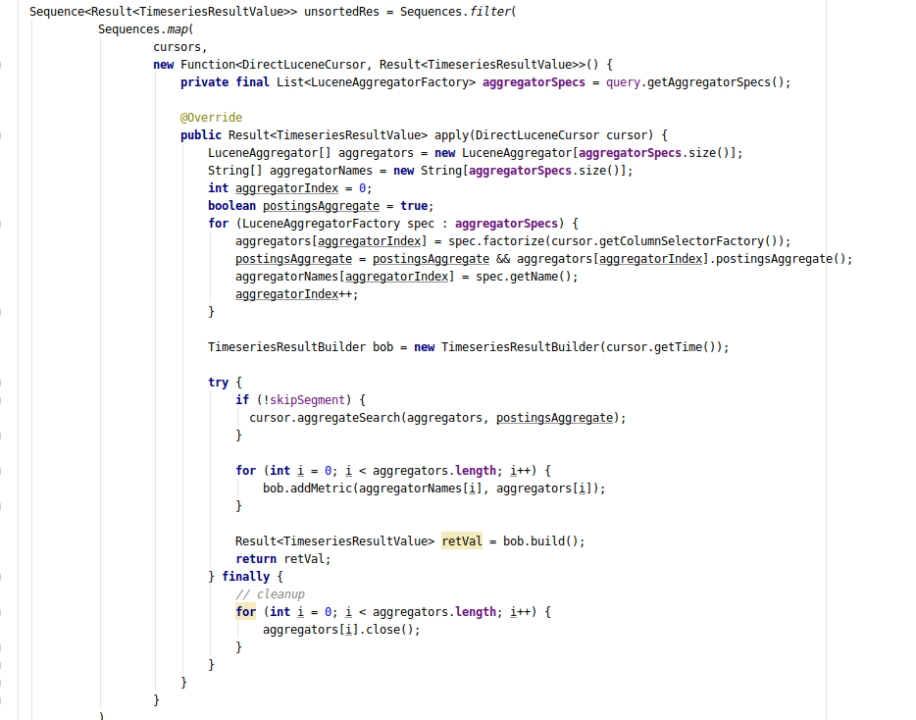 Sequence<Result<TimeseriesResultValue>> unsortedRes = Sequences.filter(
Sequences.map(
cursors,
new Function<DirectLuceneCursor, Result<TimeseriesResultValue>>() {
private final List<LuceneAggregatorFactory> aggregatorSpecs = query.getAggregatorSpecs();
@Override
public Result<TimeseriesResultValue> apply(DirectLuceneCursor cursor) {
LuceneAggregator[] aggregators = new LuceneAggregator[aggregatorSpecs.size()];
String[] aggregatorNames = new String[aggregatorSpecs.size()];
int aggregatorIndex = 0;
boolean postingsAggregate = true;
for (LuceneAggregatorFactory spec : aggregatorSpecs) {
aggregators[aggregatorIndex] = spec.factorize(cursor.getColumnSelectorFactory());
postingsAggregate = postingsAggregate && aggregators[aggregatorIndex].postingsAggregate();
aggregatorNames[aggregatorIndex] = spec.getName();
aggregatorIndex++;
}
TimeseriesResultBuilder bob = new TimeseriesResultBuilder(cursor.getTime());
try {
if (!skipSegment) {
cursor.aggregateSearch(aggregators, postingsAggregate);
}
for (int i = 0; i < aggregators.length; i++) {
bob.addMetric(aggregatorNames[i], aggregators[i]);
}
Result<TimeseriesResultValue> retVal = bob.build();
return retVal;
} finally {
// cleanup
for (int i = 0; i < aggregators.length; i++) {
aggregators[i].close();
}
}
}
}
)